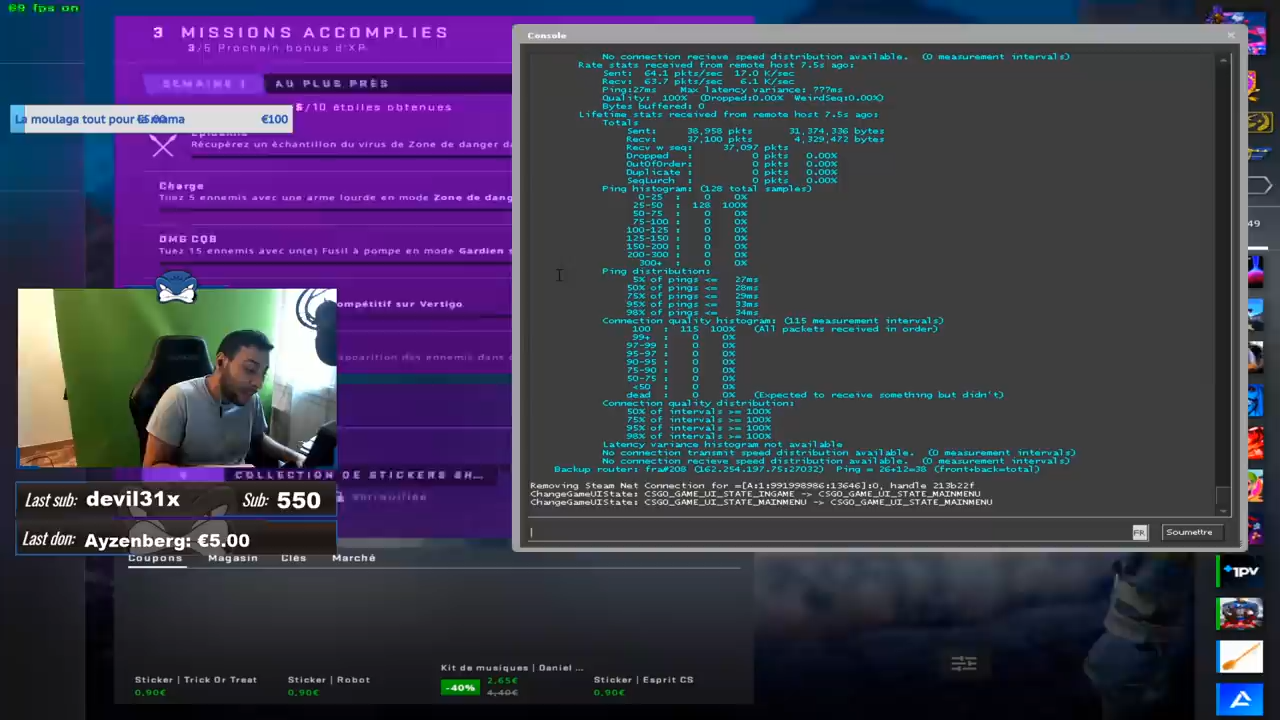 69 fps on
3 MISSIONS ACCOMPLIES
3/5 Prochain bonus d'XP
SEMAINE 1
AU PLUS PRÈS
5/10 étoiles obtenues
La moulaga tout pour la mama
€5.00
€100
Récupérez un échantillon du virus de Zone de danger
Charge
Tuez 5 ennemis avec une arme lourde en mode Zone de dang
DMG CQB
Tuez 15 ennemis avec un(e) Fusil à pompe en mode Gardien s
ompétitif sur Vertigo
apparition des ennemis dans
COLLECTION DE STICKERS EH...
Last sub: devil31x
Sub: 550
Last don: Ayzenberg: €5.00
Coupons
Magasin
Clés
Marché
Sticker | Trick Or Treat
0,90€
Sticker | Robot
0,90€
Kit de musiques | Daniel ...
-40%
2,65€
4,40€
Sticker | Esprit CS
0,90€
Console
No connection recieve speed distribution available. (0 measurement intervals)
Rate stats received from remote host 7.5s ago:
Sent: 64.1 pkts/sec 17.0 K/sec
Recv: 63.7 pkts/sec 6.1 K/sec
Ping:27ms Max latency variance: ???ms
Quality: 100% (Dropped:0.00% WeirdSeq:0.00%)
Bytes buffered: 0
Lifetime stats received from remote host 7.5s ago:
Totals
Sent: 38,958 pkts 31,374,336 bytes
Recv: 37,100 pkts 4,329,472 bytes
Recv w seq: 37,097 pkts
Dropped : 0 pkts 0.00%
OutOfOrder: 0 pkts 0.00%
Duplicate : 0 pkts 0.00%
SeqLurch : 0 pkts 0.00%
Ping histogram: (128 total samples)
0-25 : 0 0%
25-50 : 128 100%
50-75 : 0 0%
75-100 : 0 0%
100-125 : 0 0%
125-150 : 0 0%
150-200 : 0 0%
200-300 : 0 0%
300+ : 0 0%
Ping distribution:
5% of pings <= 27ms
50% of pings <= 28ms
75% of pings <= 29ms
95% of pings <= 33ms
98% of pings <= 34ms
Connection quality histogram: (115 measurement intervals)
100 : 115 100% (All packets received in order)
99+ : 0 0%
97-99 : 0 0%
95-97 : 0 0%
90-95 : 0 0%
75-90 : 0 0%
50-75 : 0 0%
<50 : 0 0%
dead : 0 0% (Expected to receive something but didn't)
Connection quality distribution:
50% of intervals >= 100%
75% of intervals >= 100%
95% of intervals >= 100%
98% of intervals >= 100%
Latency variance histogram not available
No connection transmit speed distribution available. (0 measurement intervals)
No connection recieve speed distribution available. (0 measurement intervals)
Backup router: fra#208 (162.254.197.75:27032) Ping = 26+12=38 (front+back=total)
Removing Steam Net Connection for =[A:1:991998986:13646]:0, handle 213b22f
ChangeGameUIState: CSGO_GAME_UI_STATE_INGAME -> CSGO_GAME_UI_STATE_MAINMENU
ChangeGameUIState: CSGO_GAME_UI_STATE_MAINMENU -> CSGO_GAME_UI_STATE_MAINMENU
FR
Soumettre
49
1PV